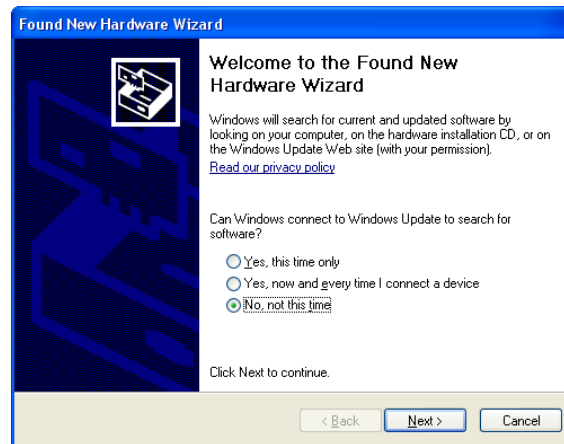 Found New Hardware Wizard
Welcome to the Found New
Hardware Wizard
Windows will search for current and updated software by
looking on your computer, on the hardware installation CD, or on
the Windows Update Web site (with your permission).
Read our privacy policy
Can Windows connect to Windows Update to search for
software?
Yes, this time only
Yes, now and every time I connect a device
No, not this time
Click Next to continue.
< Back
Next >
Cancel